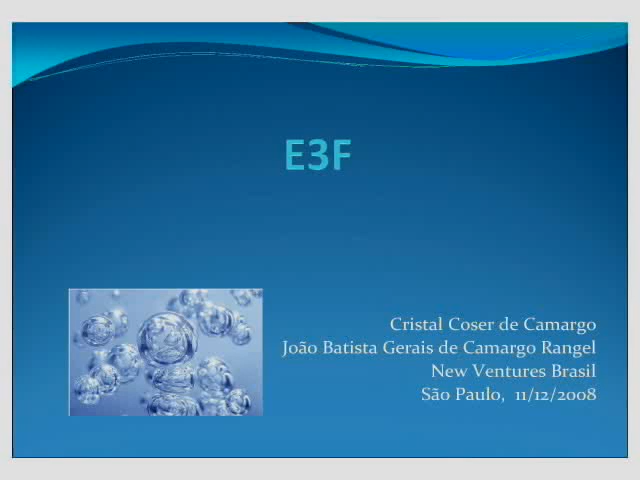 E3F
Cristal Coser de Camargo
João Batista Gerais de Camargo Rangel
New Ventures Brasil
São Paulo, 11/12/2008